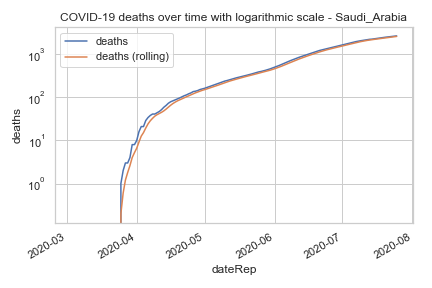 COVID-19 deaths over time with logarithmic scale - Saudi_Arabia
deaths
deaths (rolling)
10³
10²
10¹
10⁰
deaths
2020-03
2020-04
2020-05
2020-06
2020-07
2020-08
dateRep